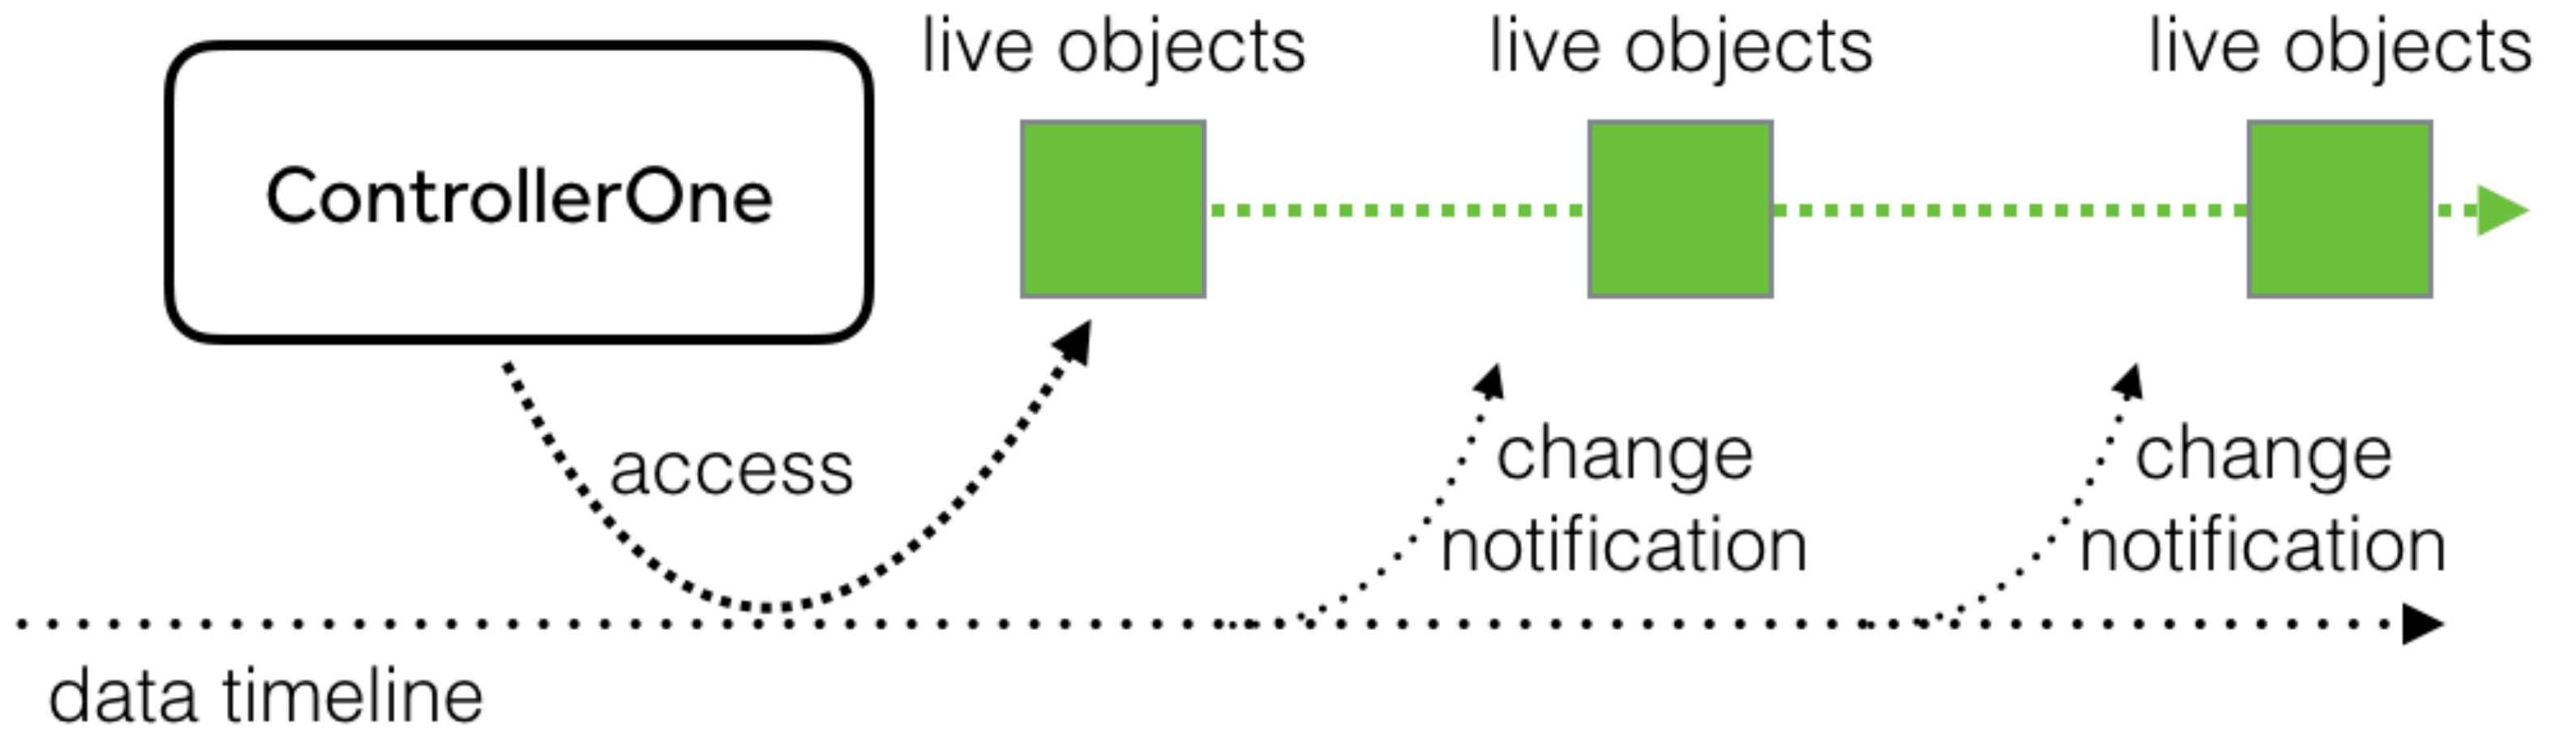 live objects
live objects
live objects
ControllerOne
access
change
notification
change
notification
data timeline